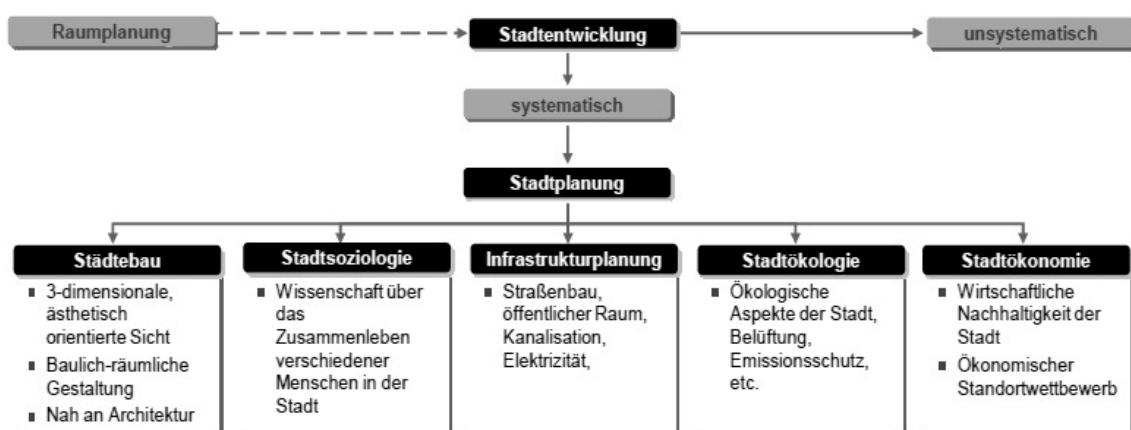 Raumplanung
Stadtentwicklung
unsystematisch
systematisch
Stadtplanung
Städtebau
▪ 3-dimensionale,
ästhetisch
orientierte Sicht
▪ Baulich-räumliche
Gestaltung
▪ Nah an Architektur
Stadtsoziologie
▪ Wissenschaft über
das
Zusammenleben
verschiedener
Menschen in der
Stadt
Infrastrukturplanung
▪ Straßenbau,
öffentlicher Raum,
Kanalisation,
Elektrizität,
Stadtökologie
▪ Ökologische
Aspekte der Stadt,
Belüftung,
Emissionsschutz,
etc.
Stadtökonomie
▪ Wirtschaftliche
Nachhaltigkeit der
Stadt
▪ Ökonomischer
Standortwettbewerb